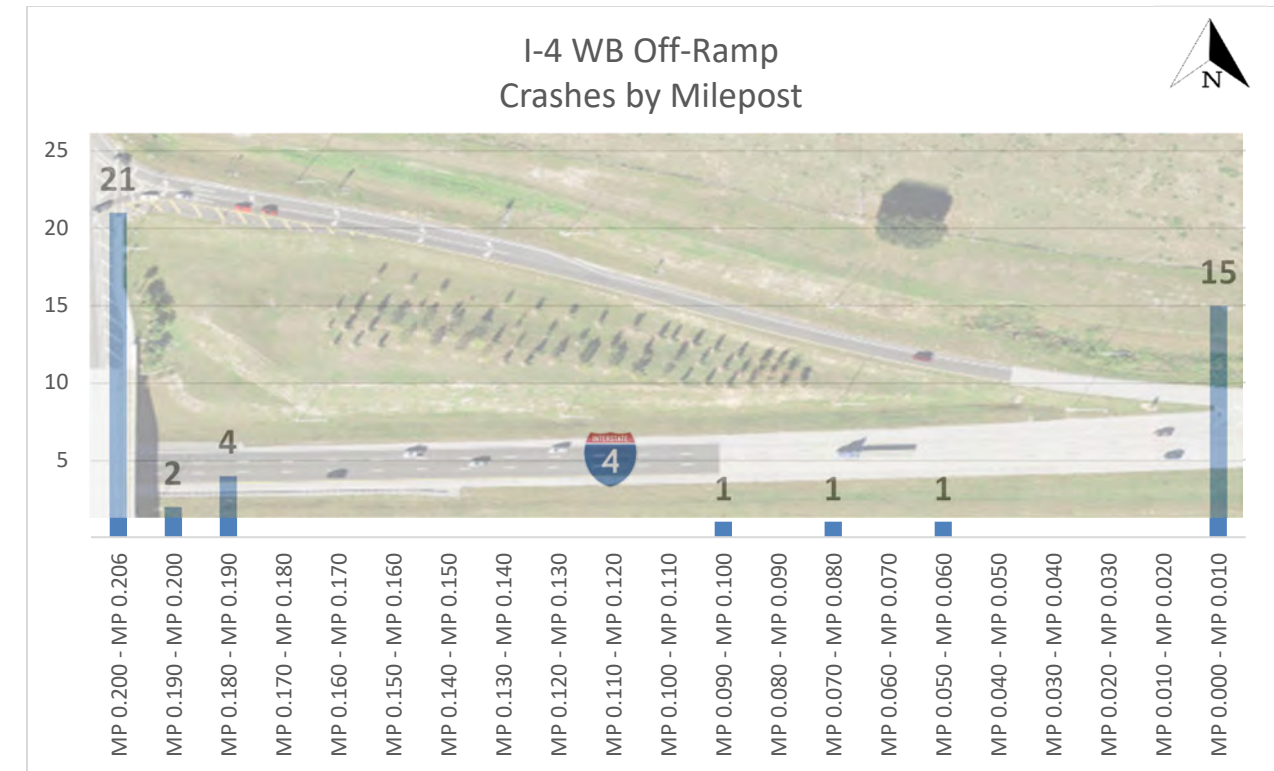 I-4 WB Off-Ramp
Crashes by Milepost
N
25
20
15
10
5
21
2
4
1
1
1
15
INTERSTATE
4
MP 0.200 - MP 0.206
MP 0.190 - MP 0.200
MP 0.180 - MP 0.190
MP 0.170 - MP 0.180
MP 0.160 - MP 0.170
MP 0.150 - MP 0.160
MP 0.140 - MP 0.150
MP 0.130 - MP 0.140
MP 0.120 - MP 0.130
MP 0.110 - MP 0.120
MP 0.100 - MP 0.110
MP 0.090 - MP 0.100
MP 0.080 - MP 0.090
MP 0.070 - MP 0.080
MP 0.060 - MP 0.070
MP 0.050 - MP 0.060
MP 0.040 - MP 0.050
MP 0.030 - MP 0.040
MP 0.020 - MP 0.030
MP 0.010 - MP 0.020
MP 0.000 - MP 0.010